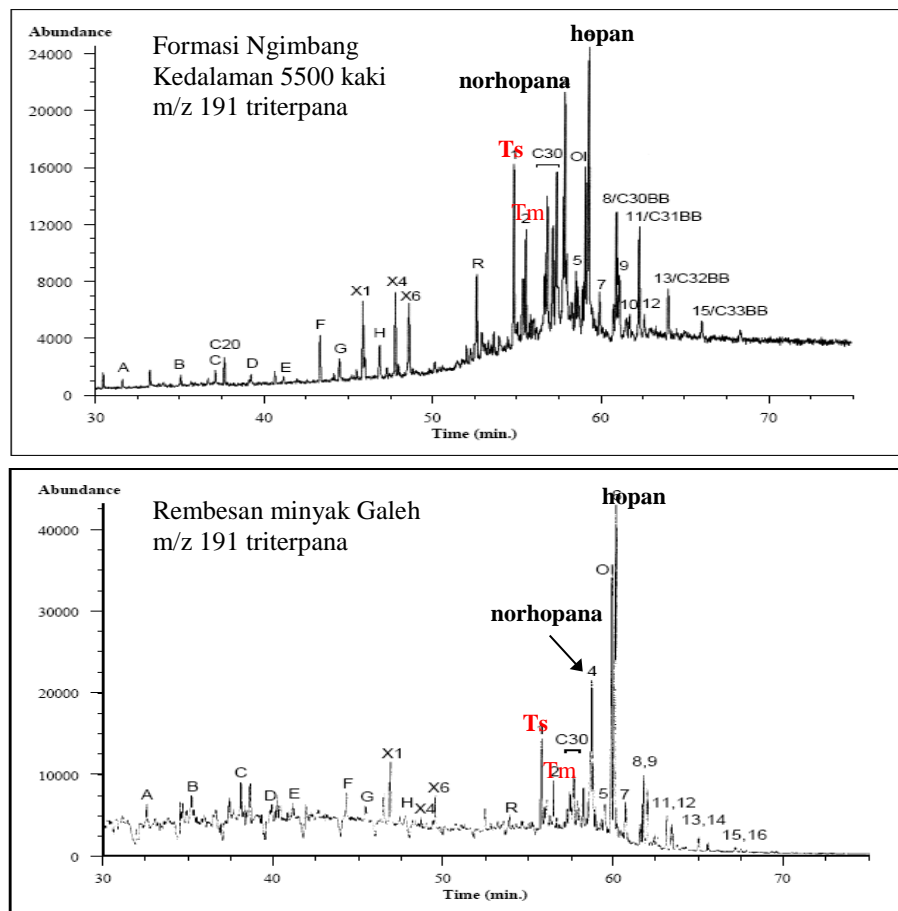 Abundance
Formasi Ngimbang
Kedalaman 5500 kaki
m/z 191 triterpana
hopan
norhopana
24000
20000
16000
12000
8000
4000
0
Ts
Tm
2
C30
OI
8/C30BB
11/C31BB
5
7
9
10
12
13/C32BB
15/C33BB
R
X1
X4
X6
F
G
H
A
B
C20
C
D
E
30
40
50
60
70
Time (min.)
Abundance
Rembesan minyak Galeh
m/z 191 triterpana
hopan
norhopana
40000
30000
20000
10000
0
O
4
Ts
Tm
2
C30
5
7
8,9
11,12
13,14
15,16
A
B
C
D
E
F
G
X1
H
X4
X6
R
30
40
50
60
70
Time (min.)